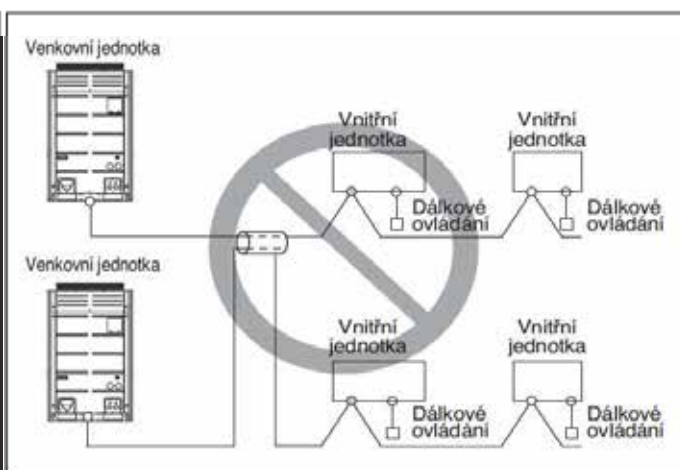 Venkovní jednotka
Vnitřní
jednotka
Vnitřní
jednotka
Dálkové
ovládání
Dálkové
ovládání
Venkovní jednotka
Vnitřní
jednotka
Vnitřní
jednotka
Dálkové
ovládání
Dálkové
ovládání